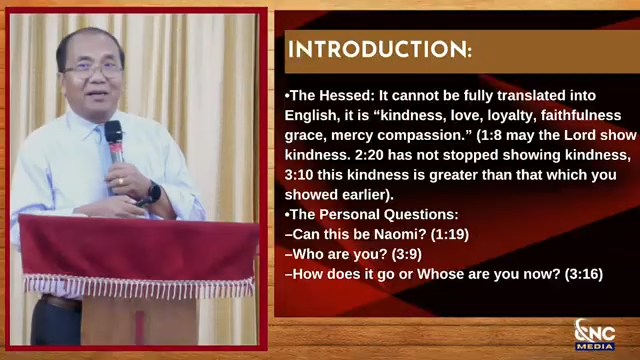 INTRODUCTION:
•The Hessed: It cannot be fully translated into
English, it is “kindness, love, loyalty, faithfulness
grace, mercy compassion.” (1:8 may the Lord show
kindness. 2:20 has not stopped showing kindness,
3:10 this kindness is greater than that which you
showed earlier).
•The Personal Questions:
–Can this be Naomi? (1:19)
–Who are you? (3:9)
–How does it go or Whose are you now? (3:16)
NC
MEDIA